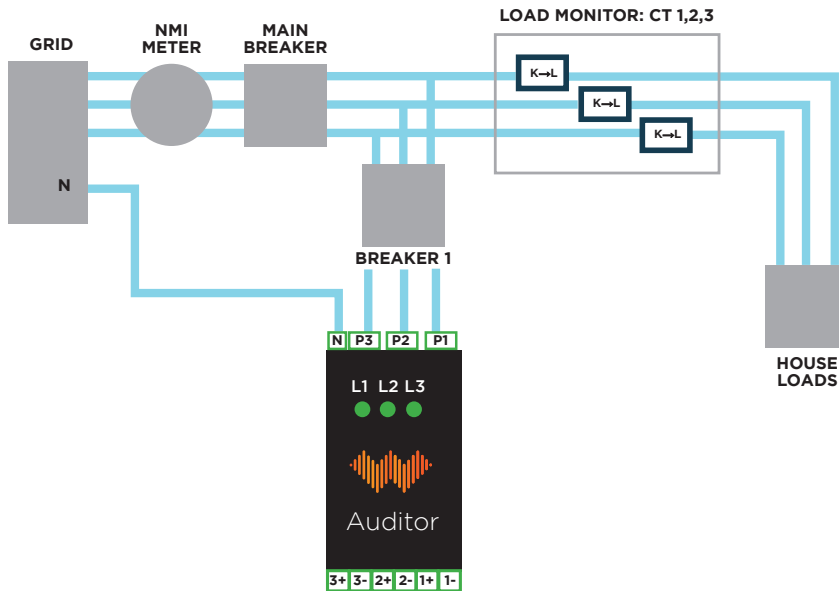 LOAD MONITOR: CT 1,2,3
NMI
METER
MAIN
BREAKER
GRID
K→L
K→L
K→L
N
BREAKER 1
HOUSE
LOADS
N P3 P2 P1
L1 L2 L3
Auditor
3+ 3- 2+ 2- 1+ 1-